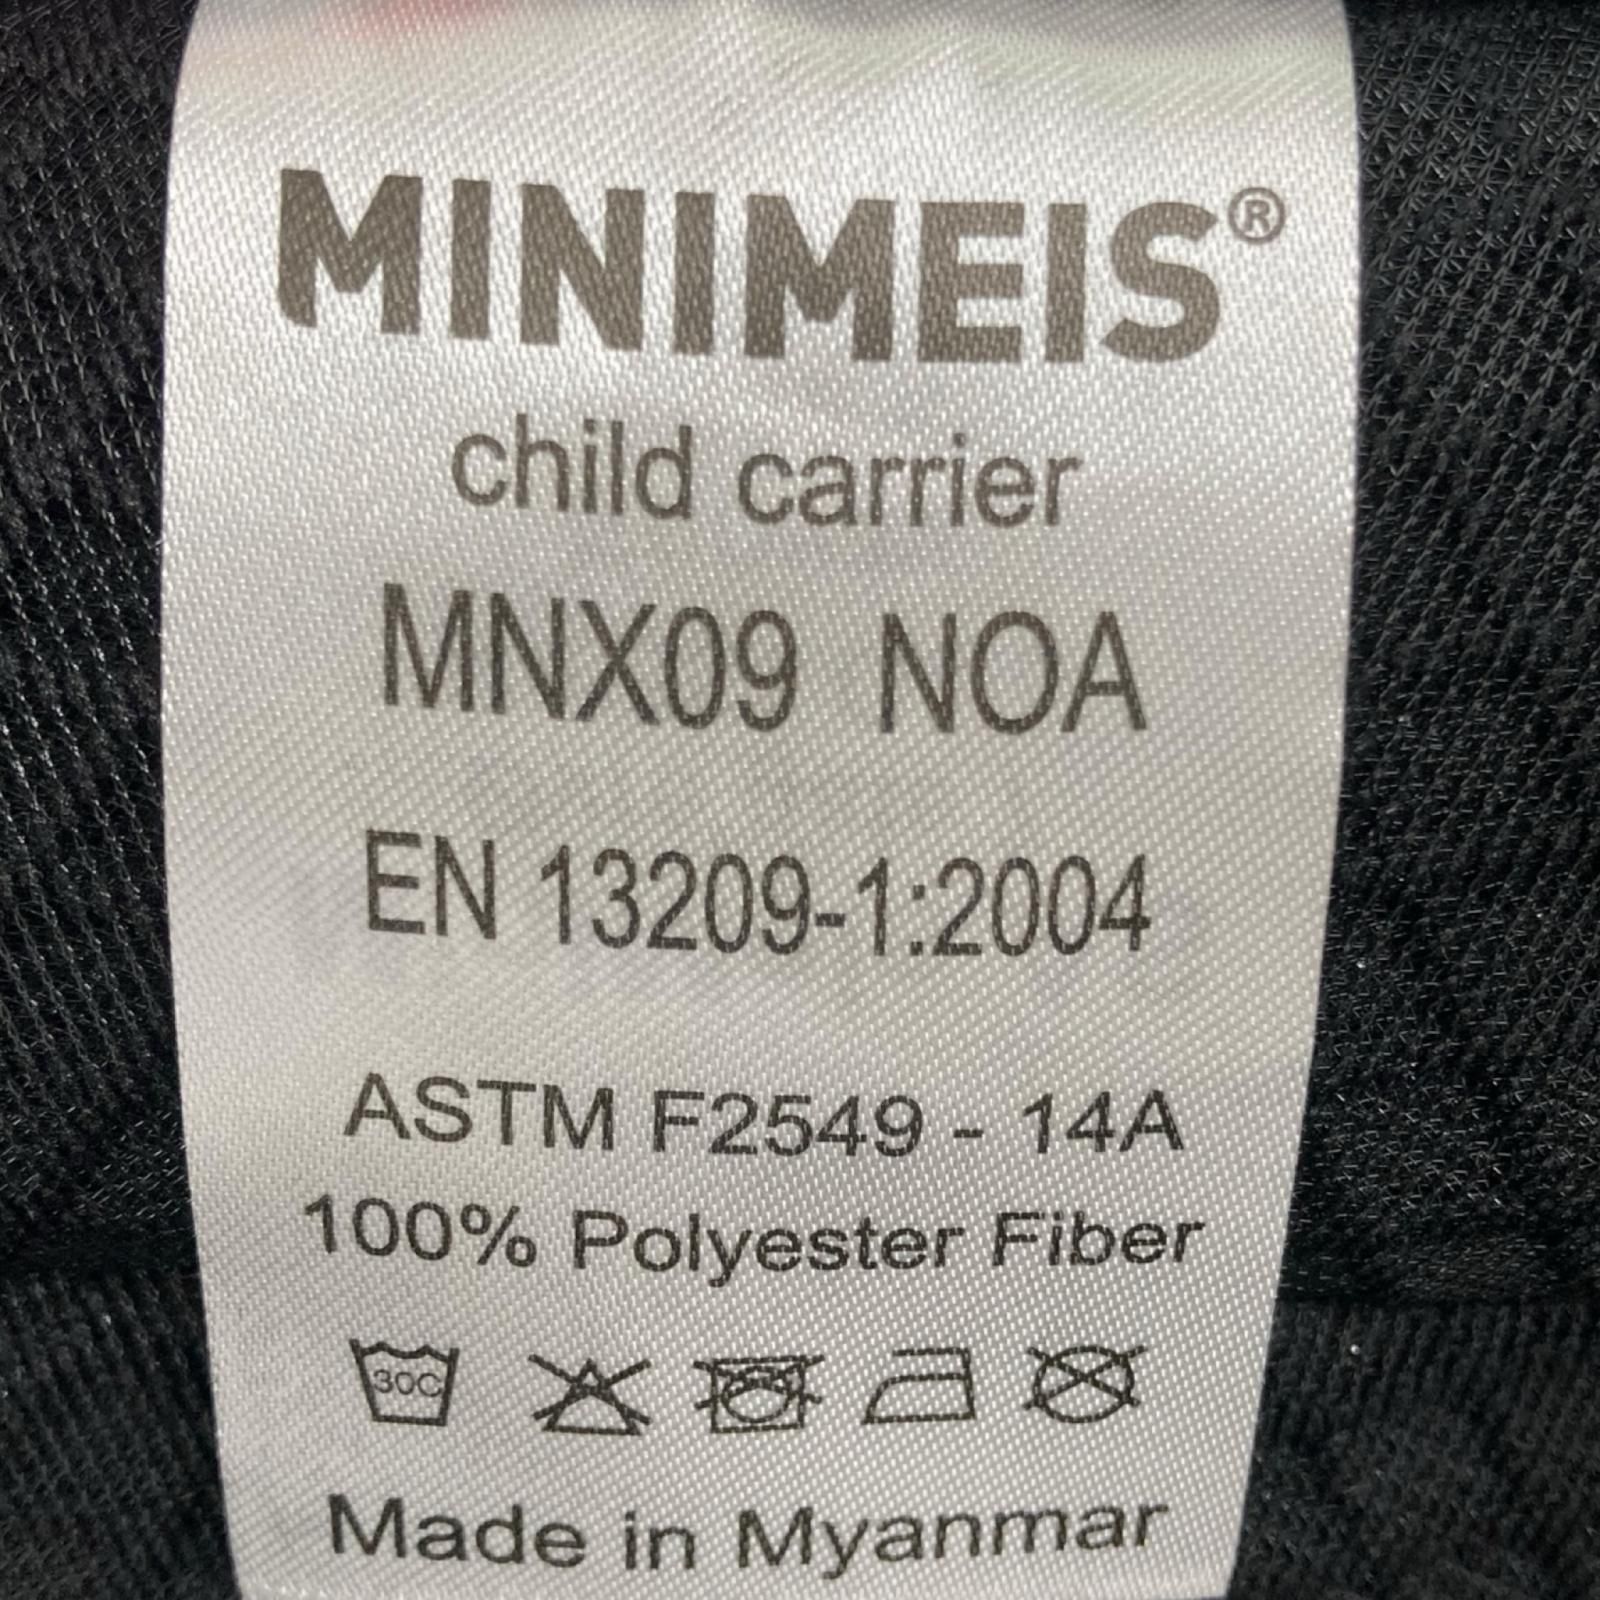 MINIMEIS®
child carrier
MNX09 NOA
EN 13209-1:2004
ASTM F2549 - 14A
100% Polyester Fiber
30C
Made in Myanmar